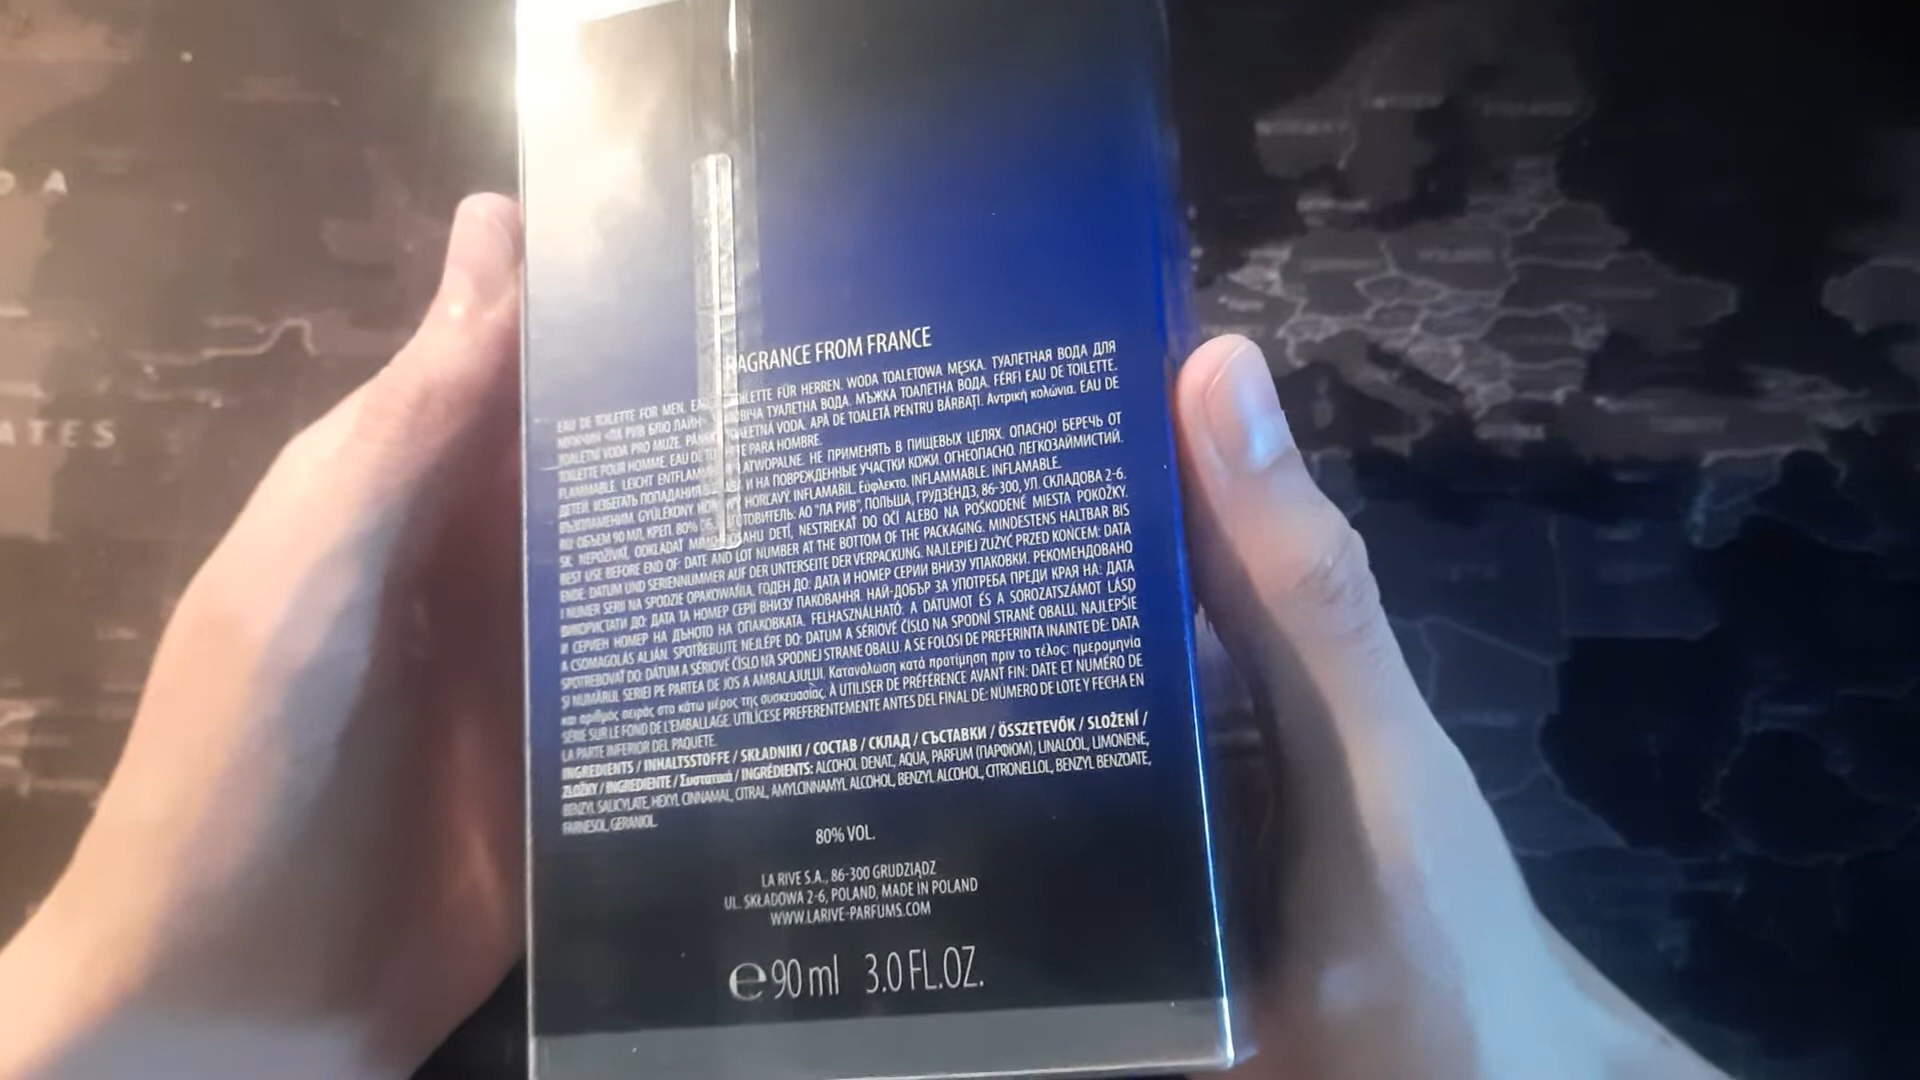 RAGRANCE FROM FRANCE
EAU DE TOILETTE FOR MEN. EAU TOILETTE FÜR HERREN. WODA TOALETOWA MĘSKA. ТУАЛЕТНАЯ ВОДА ДЛЯ
МУЖЧИН «ЛА РИВ БЛЮ ЛАЙН ТУАЛЕТНА ВОДА. МЪЖКА ТОАЛЕТНА ВОДА. FÉRFI EAU DE TOILETTE.
TOALETNÍ VODA PRO MUŽE. TOALETNÁ VODA. APĂ DE TOALETĂ PENTRU BĂRBAȚI. Αντρική κολώνια. EAU DE
TOILETTE POUR HOMME. EAU DE TE PARA HOMBRE.
FLAMMABLE. LEICHT ENTFLAMM ŁATWOPALNE. НЕ ПРИМЕНЯТЬ В ПИЩЕВЫХ ЦЕЛЯХ. ОПАСНО! БЕРЕЧЬ ОТ
ДЕТЕЙ. ИЗБЕГАТЬ ПОПАДАНИЯ И НА ПОВРЕЖДЕННЫЕ УЧАСТКИ КОЖИ. ОГНЕОПАСНО. ЛЕГКОЗАЙМИСТИЙ.
ВЪЗПЛАМЕНИМ. GYÚLÉKONY. HORĽAVÝ. INFLAMABIL. Εύφλεκτο. INFLAMMABLE. INFLAMABLE.
RU: ОБЪЕМ 90 МЛ, КРЕП. 80% ОБ. ИЗГОТОВИТЕЛЬ: АО "ЛА РИВ", ПОЛЬША, ГРУДЗЁНДЗ, 86-300, УЛ. СКЛАДОВА 2-6.
SK: NEPOŽÍVAŤ, ODKLADAŤ MIMO DOSAHU DETÍ, NESTRIEKAŤ DO OČÍ ALEBO NA POŠKODENÉ MIESTA POKOŽKY.
BEST USE BEFORE END OF: DATE AND LOT NUMBER AT THE BOTTOM OF THE PACKAGING. MINDESTENS HALTBAR BIS
ENDE: DATUM UND SERIENNUMMER AUF DER UNTERSEITE DER VERPACKUNG. NAJLEPIEJ ZUŻYĆ PRZED KOŃCEM: DATA
I NUMER SERII NA SPODZIE OPAKOWANIA. ГОДЕН ДО: ДАТА И НОМЕР СЕРИИ ВНИЗУ УПАКОВКИ. РЕКОМЕНДОВАНО
ВИКОРИСТАТИ ДО: ДАТА ТА НОМЕР СЕРІЇ ВНИЗУ ПАКОВАННЯ. НАЙ-ДОБЪР ЗА УПОТРЕБА ПРЕДИ КРАЯ НА: ДАТА
И СЕРИЕН НОМЕР НА ДЪНОТО НА ОПАКОВКАТА. FELHASZNÁLHATÓ: A DÁTUMOT ÉS A SOROZATSZÁMOT LÁSD
A CSOMAGOLÁS ALJÁN. SPOTŘEBUJTE NEJLÉPE DO: DATUM A SÉRIOVÉ ČÍSLO NA SPODNÍ STRANĚ OBALU. NAJLEPŠIE
SPOTREBOVAŤ DO: DÁTUM A SÉRIOVÉ ČÍSLO NA SPODNEJ STRANE OBALU. A SE FOLOSI DE PREFERINTA INAINTE DE: DATA
SI NUMĂRUL SERIEI PE PARTEA DE JOS A AMBALAJULUI. Κατανάλωση κατά προτίμηση πριν το τέλος: ημερομηνία
και αριθμός σειράς στο κάτω μέρος της συσκευασίας. À UTILISER DE PRÉFÉRENCE AVANT FIN: DATE ET NUMÉRO DE
SÉRIE SUR LE FOND DE L'EMBALLAGE. UTILÍCESE PREFERENTEMENTE ANTES DEL FINAL DE: NÚMERO DE LOTE Y FECHA EN
LA PARTE INFERIOR DEL PAQUETE.
INGREDIENTS / INHALTSSTOFFE / SKŁADNIKI / СОСТАВ / СКЛАД / СЪСТАВКИ / ÖSSZETEVŐK / SLOŽENÍ /
ZLOŽKY / INGREDIENTE / Συστατικά / INGRÉDIENTS: ALCOHOL DENAT., AQUA, PARFUM (ПАРФЮМ), LINALOOL, LIMONENE,
BENZYL SALICYLATE, HEXYL CINNAMAL, CITRAL, AMYLCINNAMYL ALCOHOL, BENZYL ALCOHOL, CITRONELLOL, BENZYL BENZOATE,
FARNESOL, GERANIOL.
80% VOL.
LA RIVE S.A., 86-300 GRUDZIĄDZ
UL. SKŁADOWA 2-6, POLAND, MADE IN POLAND
WWW.LARIVE-PARFUMS.COM
℮ 90 ml 3.0 FL.OZ.